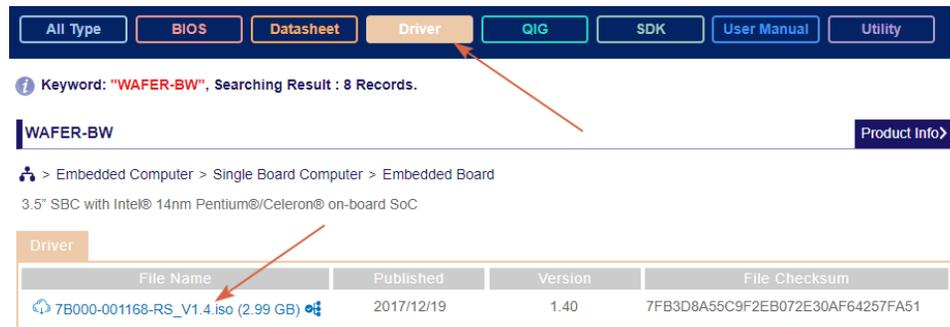 All Type BIOS Datasheet Driver QIG SDK User Manual Utility
Keyword: "WAFER-BW", Searching Result : 8 Records.
WAFER-BW Product Info>
> Embedded Computer > Single Board Computer > Embedded Board
3.5" SBC with Intel® 14nm Pentium®/Celeron® on-board SoC
Driver
File Name Published Version File Checksum
7B000-001168-RS_V1.4.iso (2.99 GB) 2017/12/19 1.40 7FB3D8A55C9F2EB072E30AF64257FA51